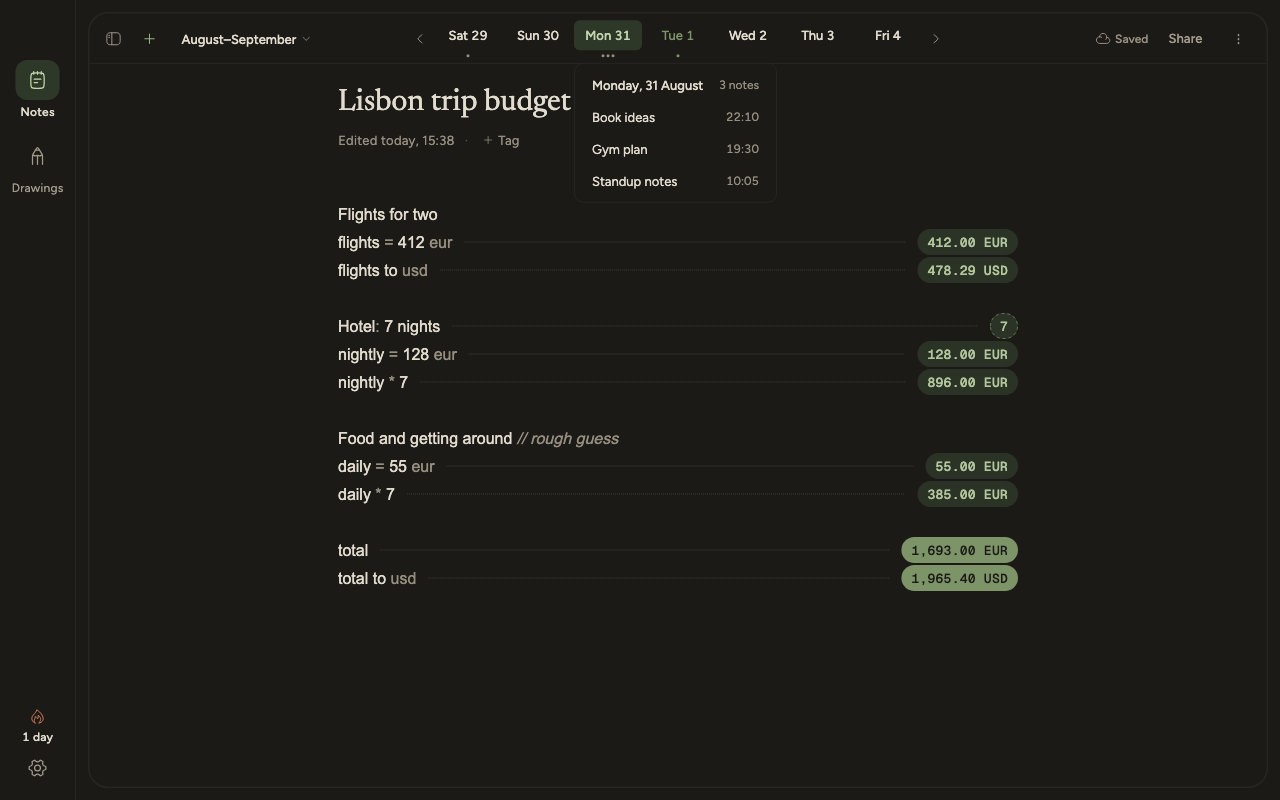 August–September
Sat 29
Sun 30
Mon 31
Tue 1
Wed 2
Thu 3
Fri 4
Saved
Share
Notes
Drawings
1 day
Monday, 31 August 3 notes
Book ideas 22:10
Gym plan 19:30
Standup notes 10:05
Lisbon trip budget
Edited today, 15:38 · + Tag
Flights for two
flights = 412 eur 412.00 EUR
flights to usd 478.29 USD
Hotel: 7 nights 7
nightly = 128 eur 128.00 EUR
nightly * 7 896.00 EUR
Food and getting around // rough guess
daily = 55 eur 55.00 EUR
daily * 7 385.00 EUR
total 1,693.00 EUR
total to usd 1,965.40 USD